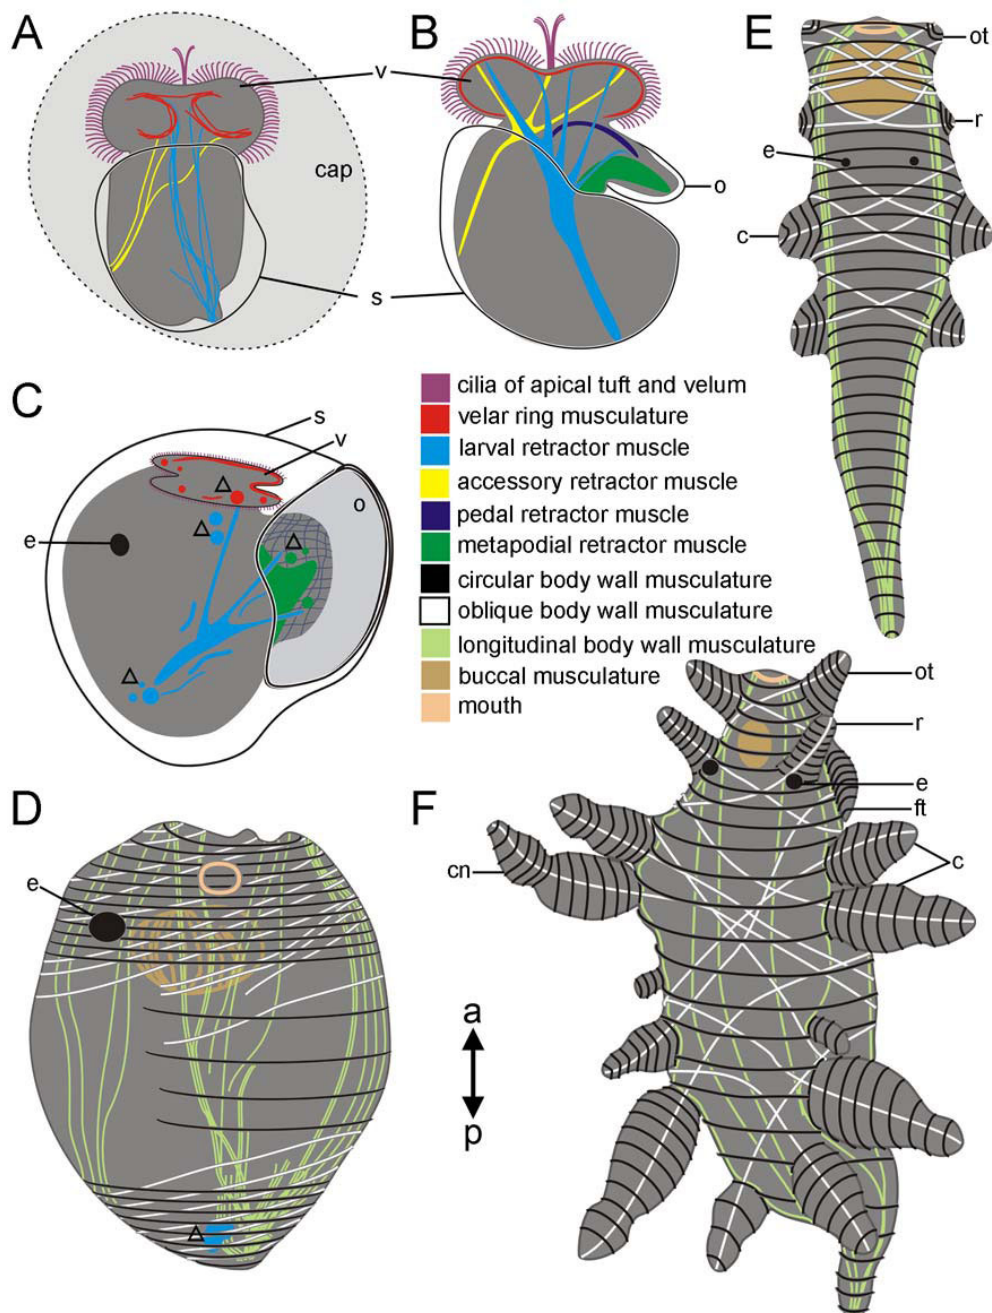 A
B
E
v
ot
r
cap
e
o
c
s
C
s
v
o
e
cilia of apical tuft and velum
velar ring musculature
larval retractor muscle
accessory retractor muscle
pedal retractor muscle
metapodial retractor muscle
circular body wall musculature
oblique body wall musculature
longitudinal body wall musculature
buccal musculature
mouth
D
e
F
ot
r
e
ft
cn
c
a
p